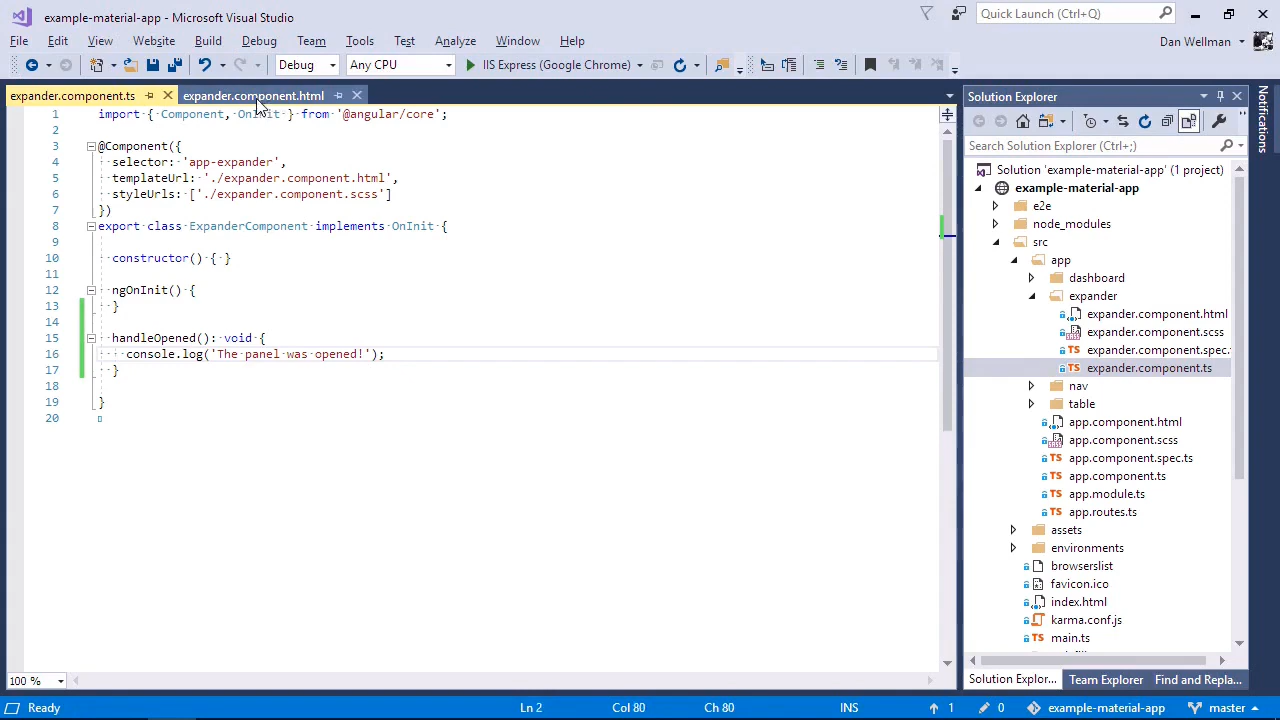 example-material-app - Microsoft Visual Studio
Quick Launch (Ctrl+Q)
File Edit View Website Build Debug Team Tools Test Analyze Window Help
Dan Wellman
Debug Any CPU IIS Express (Google Chrome)
expander.component.ts expander.component.html
1 import { Component, OnInit } from '@angular/core';
2
3 @Component({
4 selector: 'app-expander',
5 templateUrl: './expander.component.html',
6 styleUrls: ['./expander.component.scss']
7 })
8 export class ExpanderComponent implements OnInit {
9
10 constructor() { }
11
12 ngOnInit() {
13 }
14
15 handleOpened(): void {
16 console.log('The panel was opened!');
17 }
18
19 }
20
100 %
Solution Explorer
Search Solution Explorer (Ctrl+;)
Solution 'example-material-app' (1 project)
example-material-app
e2e
node_modules
src
app
dashboard
expander
expander.component.html
expander.component.scss
expander.component.spec.
expander.component.ts
nav
table
app.component.html
app.component.scss
app.component.spec.ts
app.component.ts
app.module.ts
app.routes.ts
assets
environments
browserslist
favicon.ico
index.html
karma.conf.js
main.ts
Solution Explor... Team Explorer Find and Repla...
Notifications
Ready Ln 2 Col 80 Ch 80 INS 1 0 example-material-app master